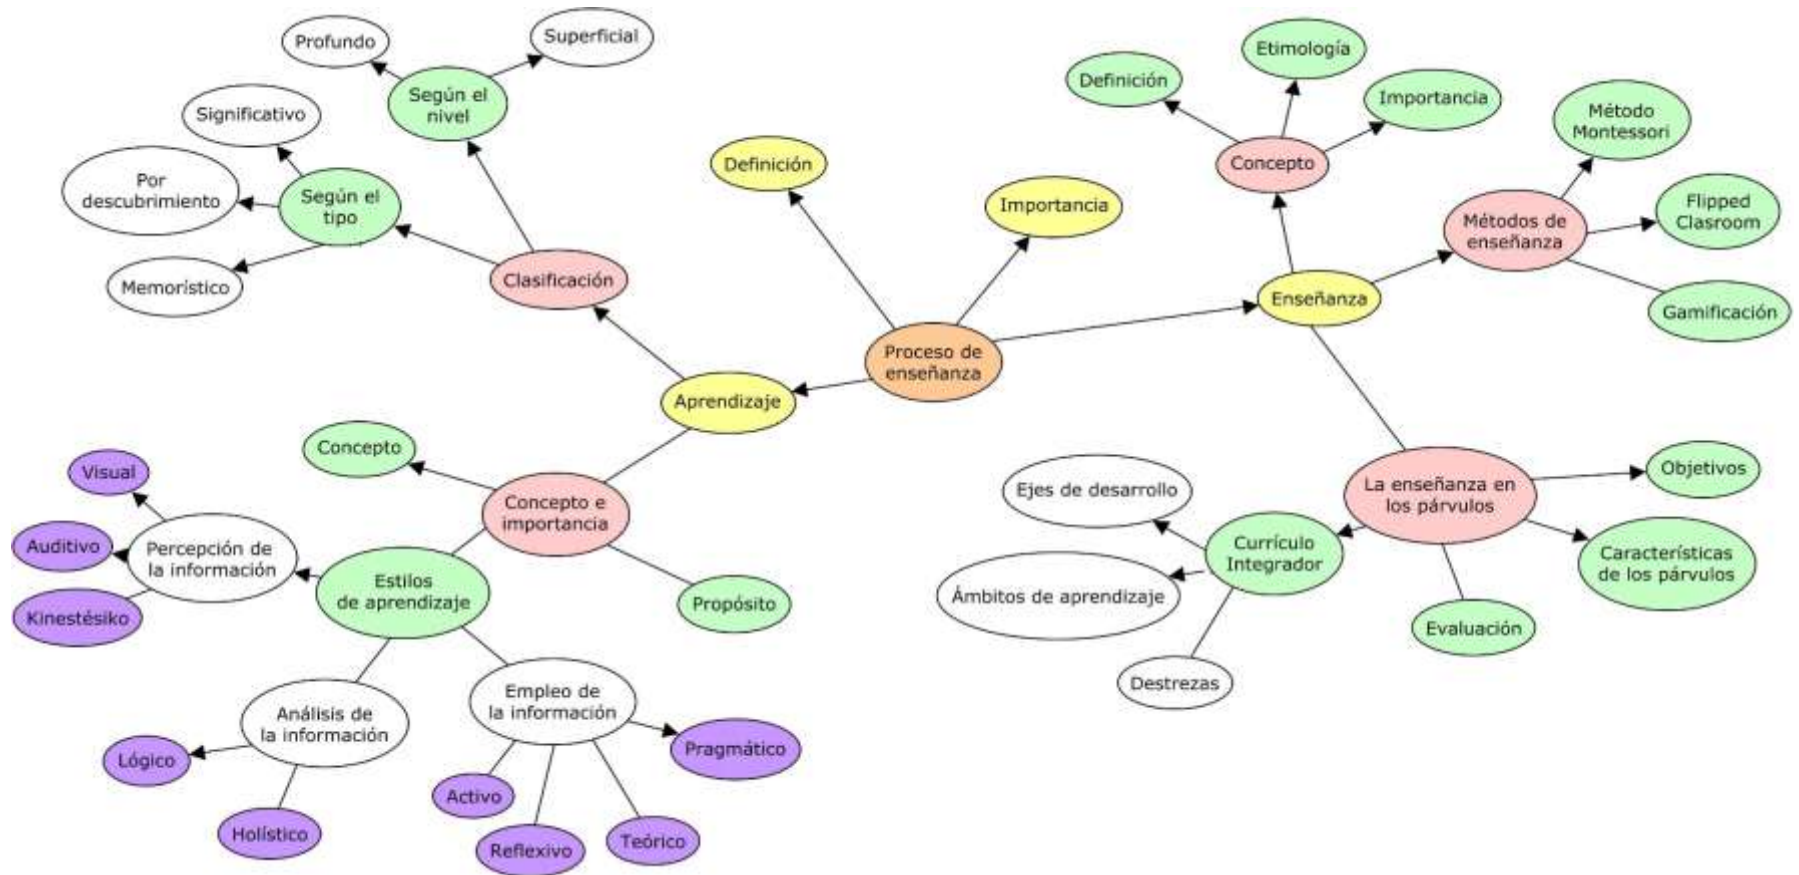 Profundo
Superficial
Según el
nivel
Significativo
Por
descubrimiento
Según el
tipo
Memorístico
Clasificación
Definición
Importancia
Etimología
Definición
Importancia
Concepto
Método
Montessori
Flipped
Clasroom
Métodos de
enseñanza
Gamificación
Enseñanza
Proceso de
enseñanza
Aprendizaje
Concepto
Concepto e
importancia
Visual
Auditivo
Kinestésiko
Percepción de
la información
Estilos
de aprendizaje
Propósito
Análisis de
la información
Lógico
Holístico
Empleo de
la información
Pragmático
Activo
Reflexivo
Teórico
La enseñanza en
los párvulos
Objetivos
Características
de los párvulos
Evaluación
Currículo
Integrador
Ejes de desarrollo
Ámbitos de aprendizaje
Destrezas